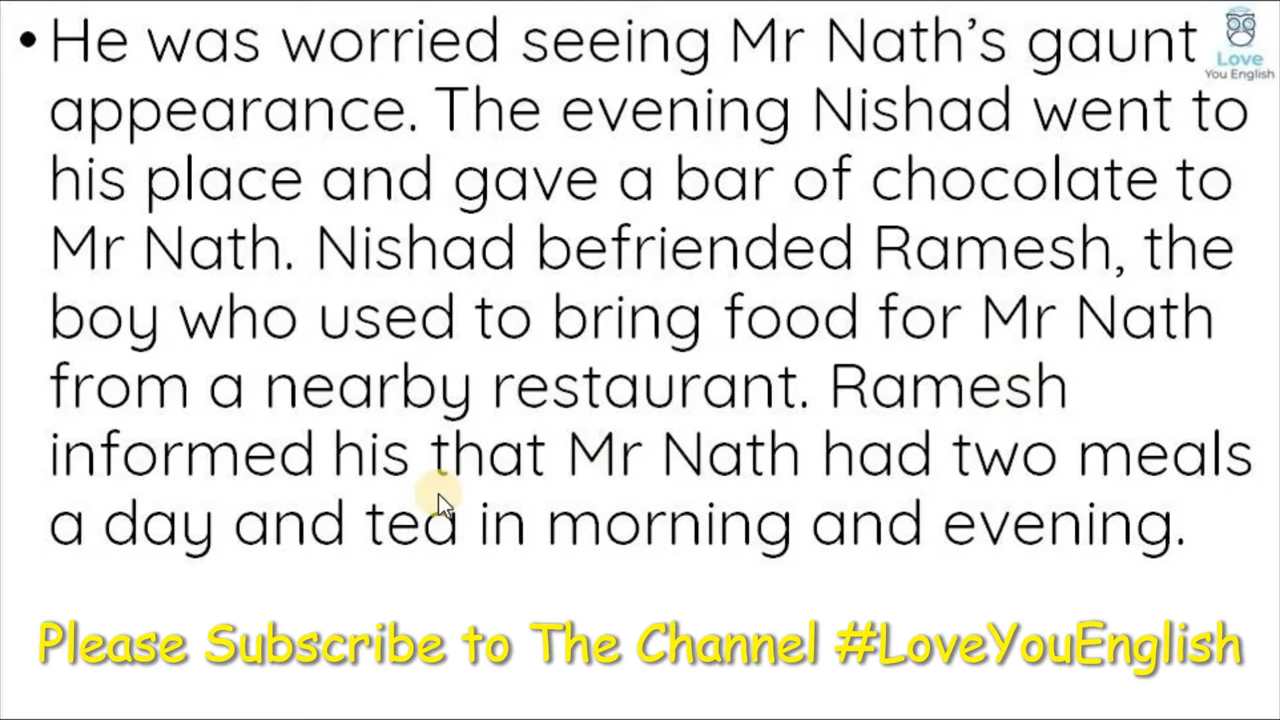 • He was worried seeing Mr Nath's gaunt
appearance. The evening Nishad went to
his place and gave a bar of chocolate to
Mr Nath. Nishad befriended Ramesh, the
boy who used to bring food for Mr Nath
from a nearby restaurant. Ramesh
informed his that Mr Nath had two meals
a day and tea in morning and evening.
Love
You English
Please Subscribe to The Channel #LoveYouEnglish